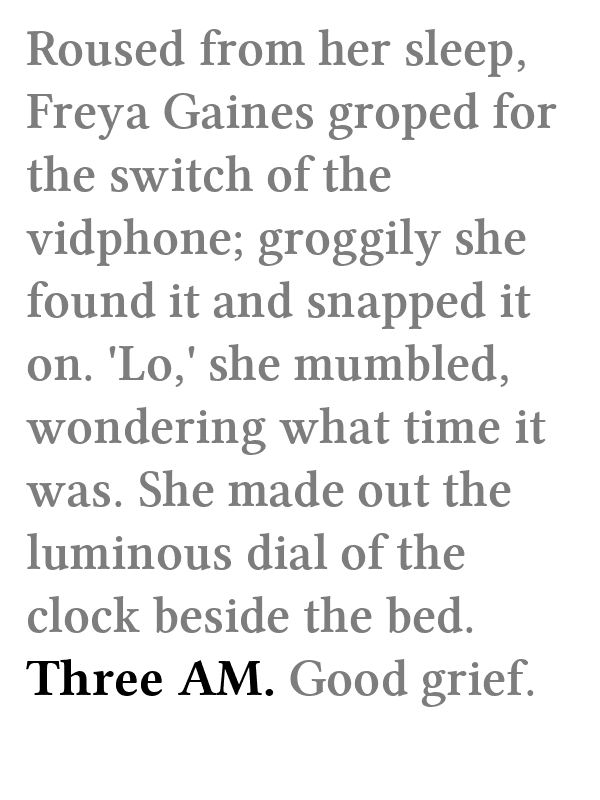 Roused from her sleep,
Freya Gaines groped for
the switch of the
vidphone; groggily she
found it and snapped it
on. 'Lo,' she mumbled,
wondering what time it
was. She made out the
luminous dial of the
clock beside the bed.
Three AM. Good grief.